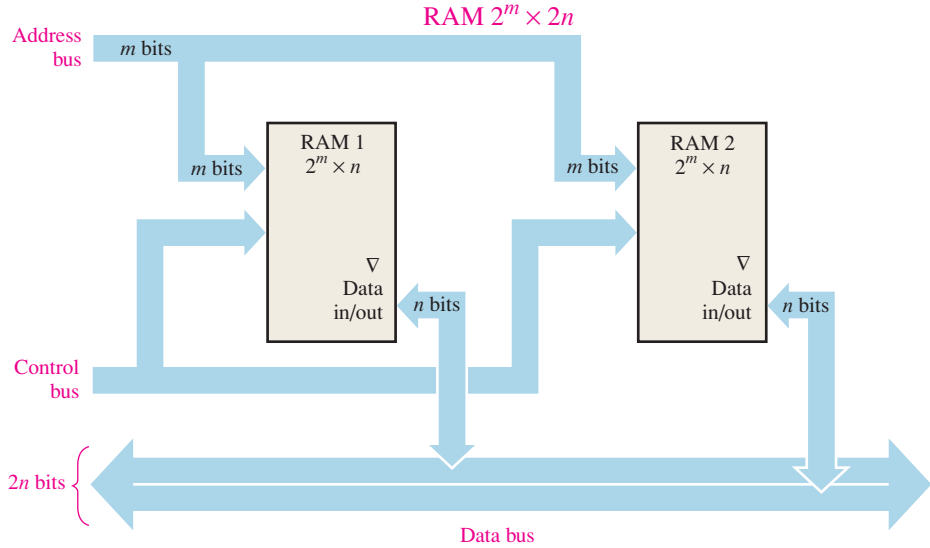 RAM 2^m × 2n
Address
bus
m bits
RAM 1
2^m × n
RAM 2
2^m × n
m bits
m bits
∇
Data
in/out
n bits
∇
Data
in/out
n bits
Control
bus
2n bits
Data bus